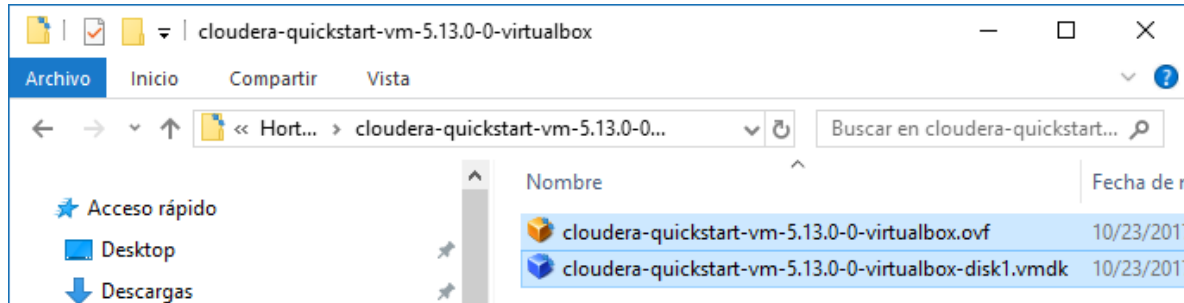 cloudera-quickstart-vm-5.13.0-0-virtualbox
Archivo Inicio Compartir Vista
« Hort... › cloudera-quickstart-vm-5.13.0-0... Buscar en cloudera-quickstart...
Nombre Fecha de
Acceso rápido
Desktop
Descargas
cloudera-quickstart-vm-5.13.0-0-virtualbox.ovf 10/23/2017
cloudera-quickstart-vm-5.13.0-0-virtualbox-disk1.vmdk 10/23/2017